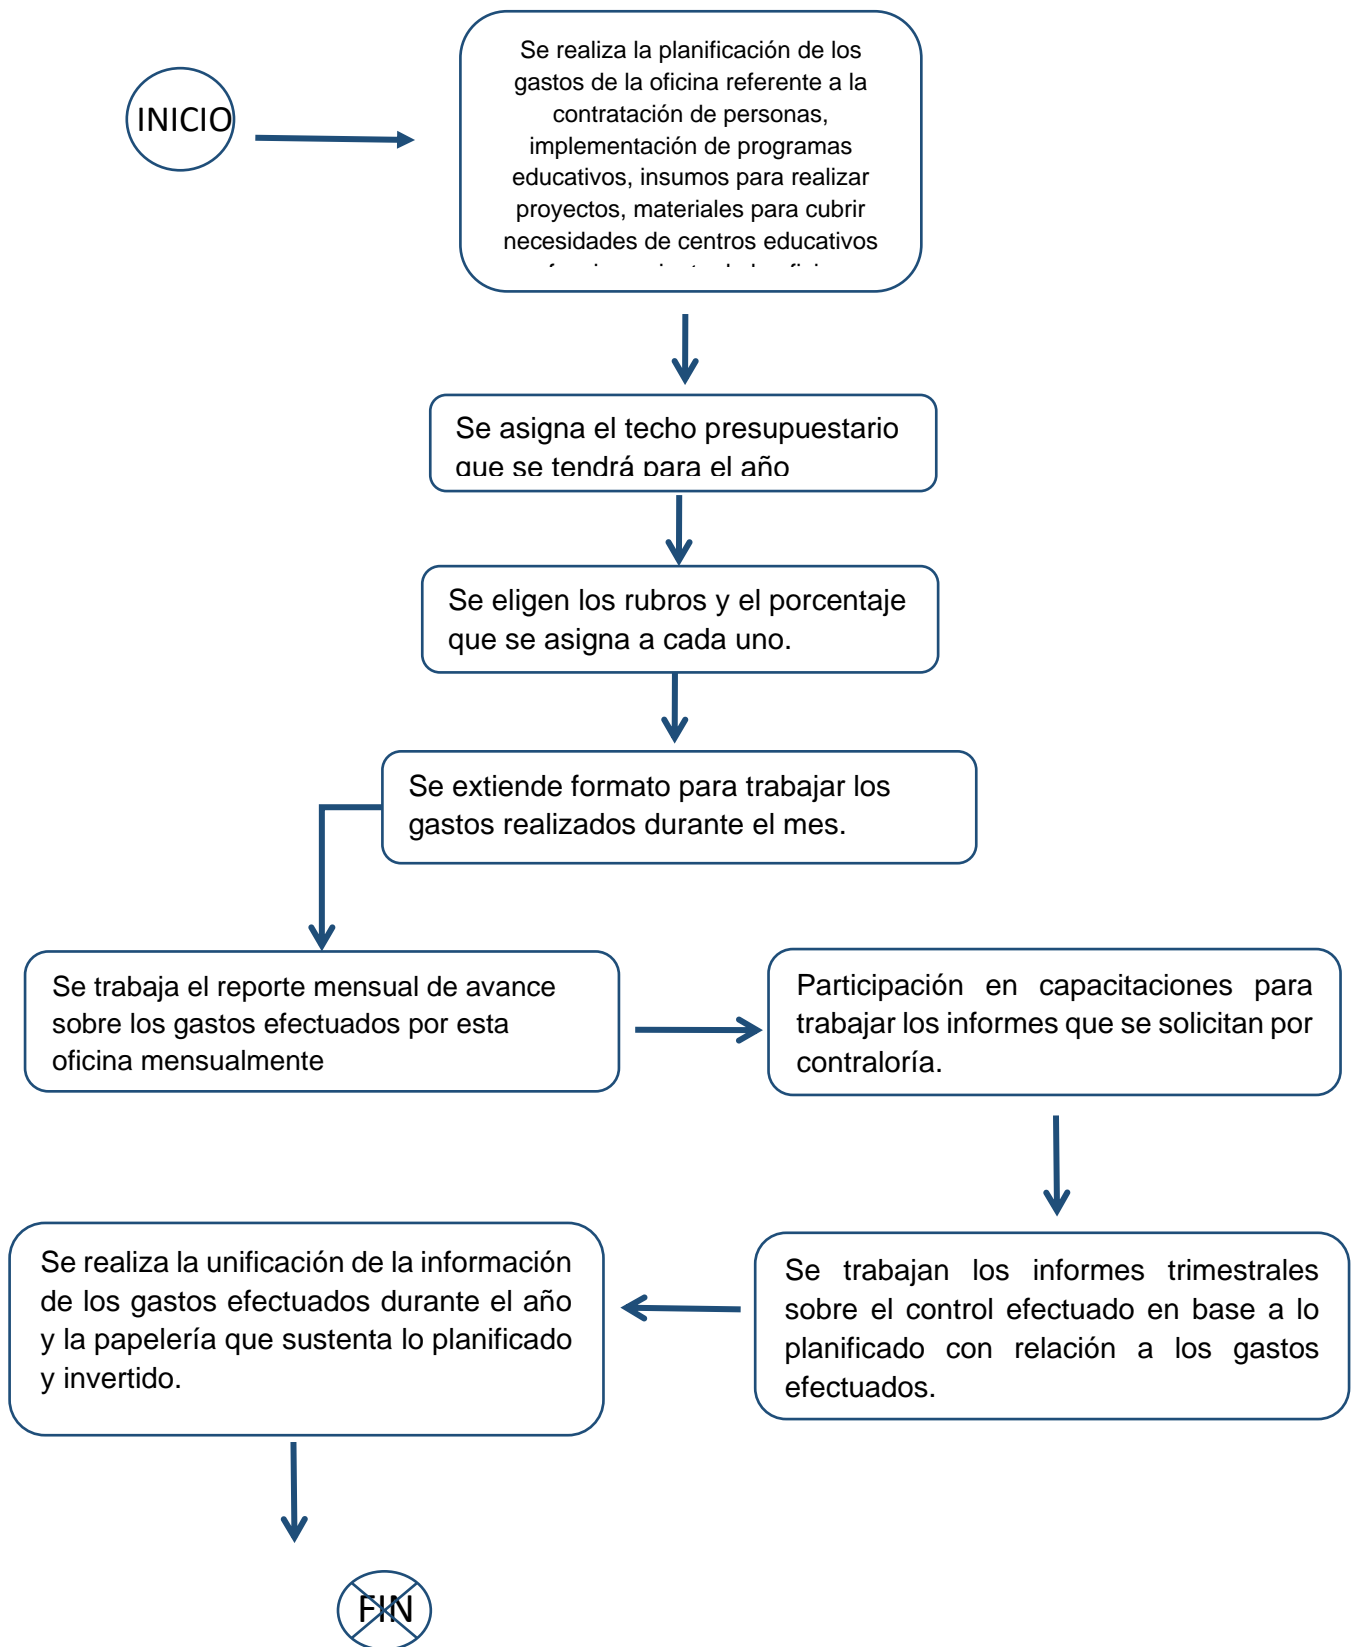 INICIO
Se realiza la planificación de los
gastos de la oficina referente a la
contratación de personas,
implementación de programas
educativos, insumos para realizar
proyectos, materiales para cubrir
necesidades de centros educativos
Se asigna el techo presupuestario
que se tendrá para el año
Se eligen los rubros y el porcentaje
que se asigna a cada uno.
Se extiende formato para trabajar los
gastos realizados durante el mes.
Se trabaja el reporte mensual de avance
sobre los gastos efectuados por esta
oficina mensualmente
Participación en capacitaciones para
trabajar los informes que se solicitan por
contraloría.
Se trabajan los informes trimestrales
sobre el control efectuado en base a lo
planificado con relación a los gastos
efectuados.
Se realiza la unificación de la información
de los gastos efectuados durante el año
y la papelería que sustenta lo planificado
y invertido.
FIN